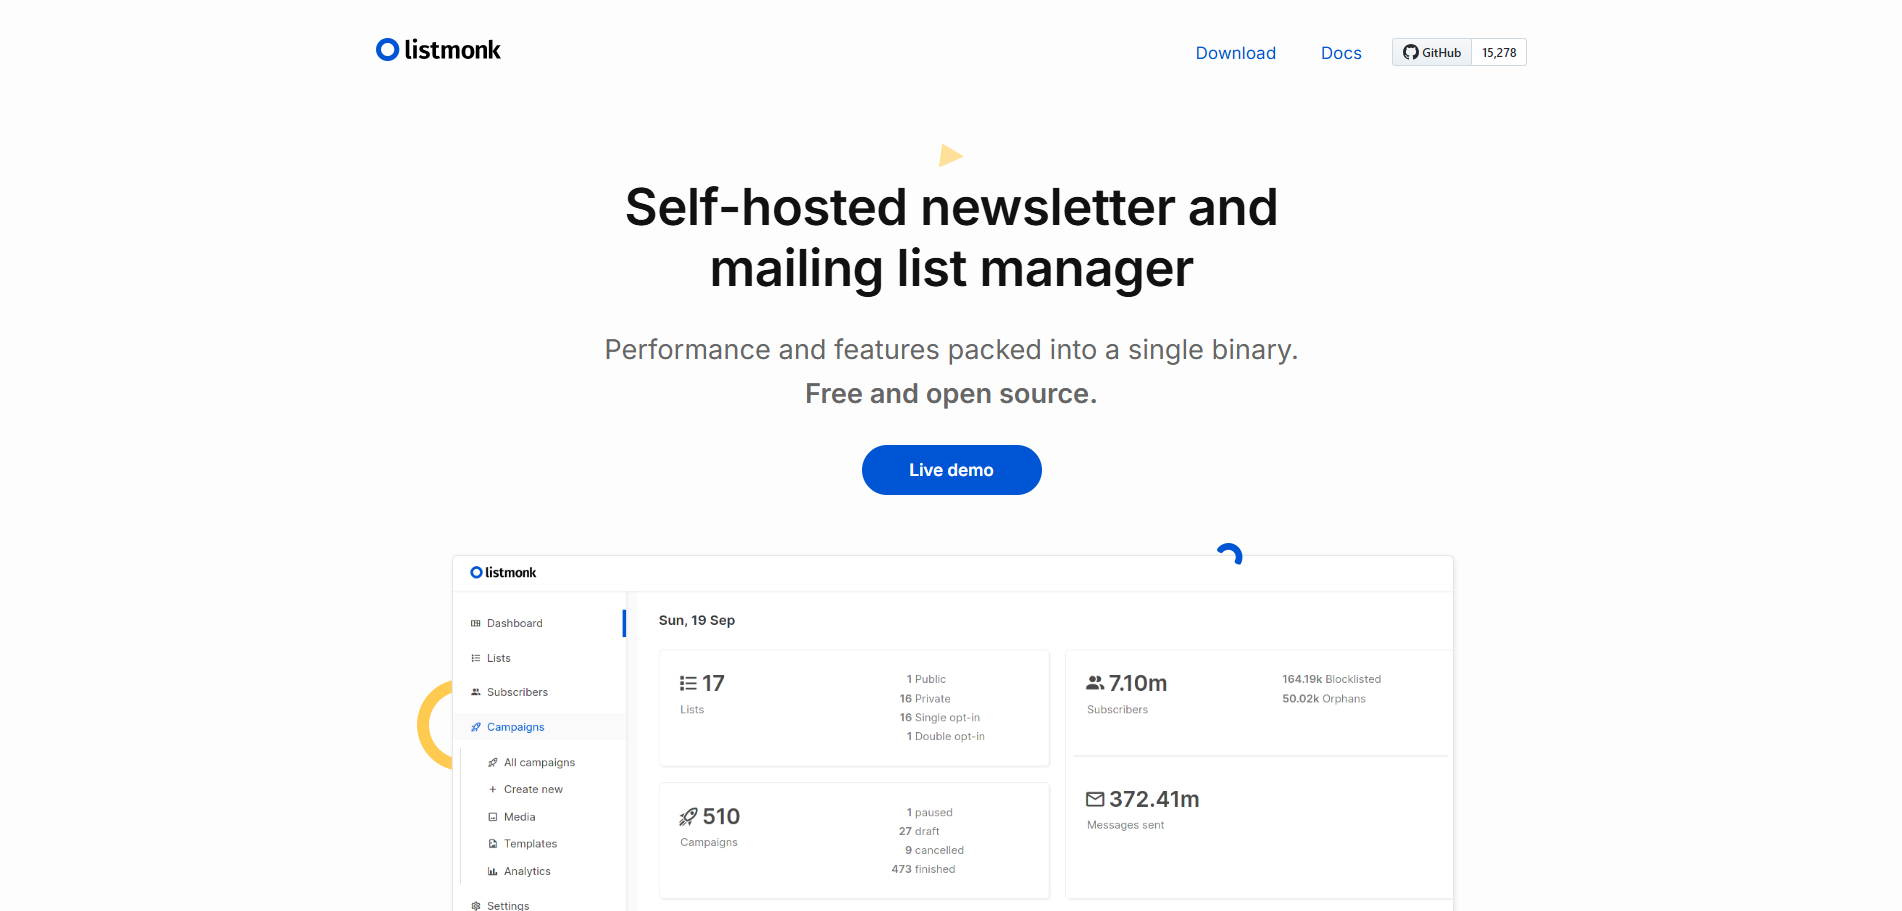 listmonk
Download Docs GitHub 15,278
Self-hosted newsletter and
mailing list manager
Performance and features packed into a single binary.
Free and open source.
Live demo
listmonk
Dashboard
Lists
Subscribers
Campaigns
All campaigns
+ Create new
Media
Templates
Analytics
Settings
Sun, 19 Sep
17
Lists
1 Public
16 Private
16 Single opt-in
1 Double opt-in
7.10m
Subscribers
164.19k Blocklisted
50.02k Orphans
510
Campaigns
1 paused
27 draft
9 cancelled
473 finished
372.41m
Messages sent